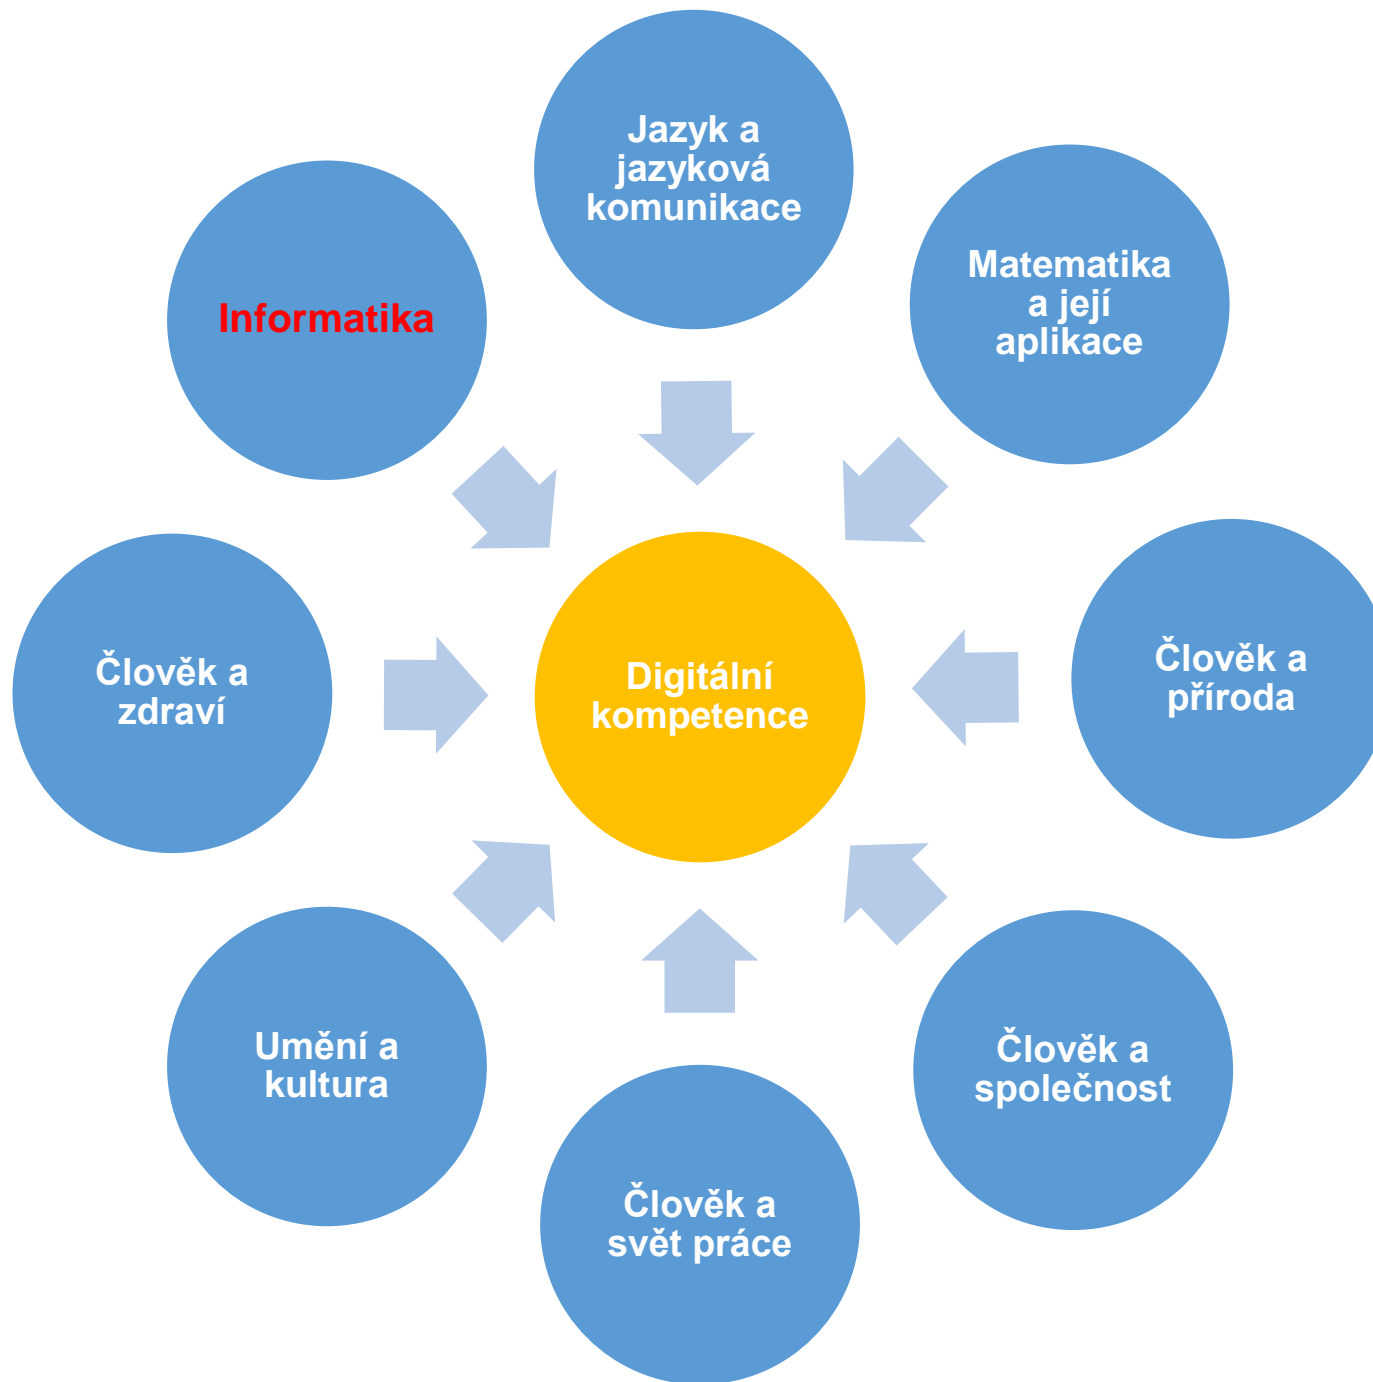 Jazyk a
jazyková
komunikace
Matematika
a její
aplikace
Informatika
Člověk a
příroda
Člověk a
zdraví
Digitální
kompetence
Člověk a
společnost
Umění a
kultura
Člověk a
svět práce